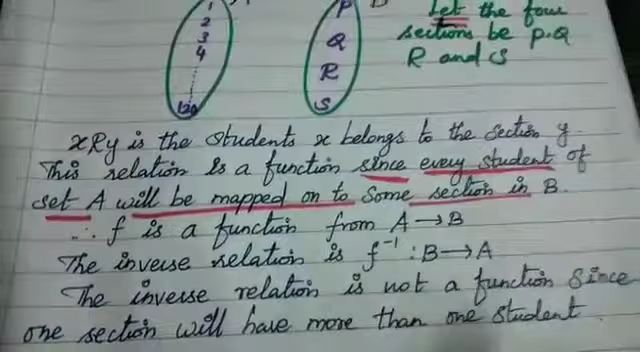 1
2
3
4
120
P
Q
R
S
Let the four
sections be P.Q
R and S
xRy is the students x belongs to the section y.
This relation is a function since every student of
set A will be mapped on to some section in B.
∴ f is a function from A → B
The inverse relation is f⁻¹ : B → A
The inverse relation is not a function since
one section will have more than one student.